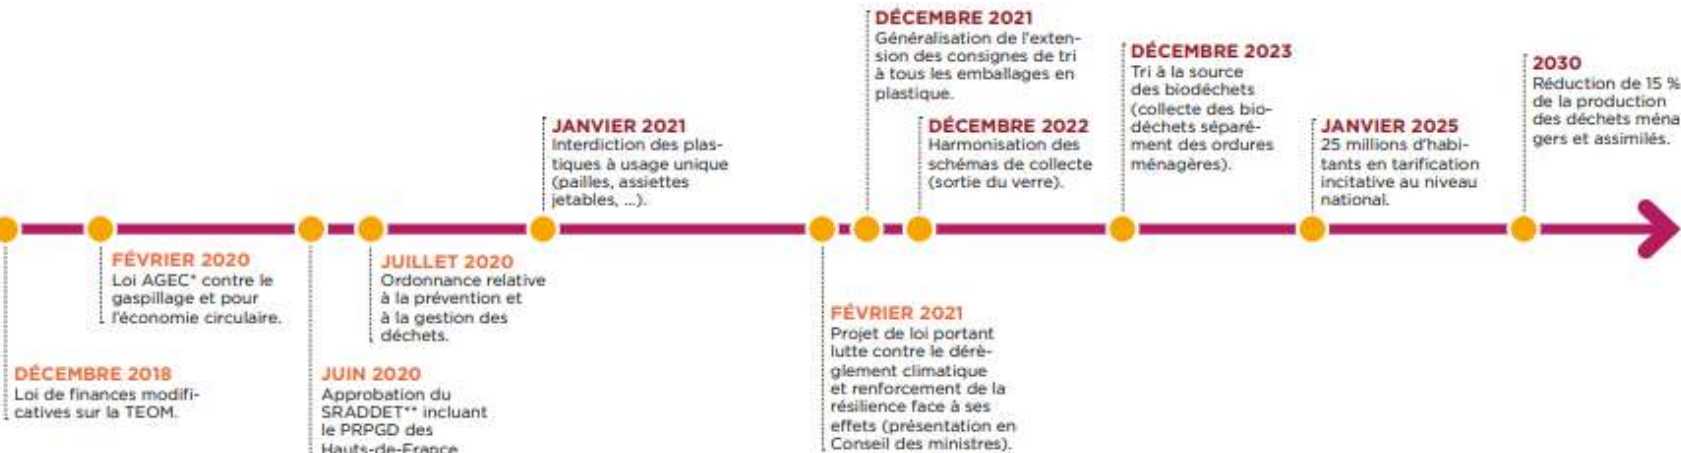 DÉCEMBRE 2018
Loi de finances modifi-
catives sur la TEOM.
FÉVRIER 2020
Loi AGEC* contre le
gaspillage et pour
l'économie circulaire.
JUIN 2020
Approbation du
SRADDET** incluant
le PRPGD des
Hauts-de-France
JUILLET 2020
Ordonnance relative
à la prévention et
à la gestion des
déchets.
JANVIER 2021
Interdiction des plas-
tiques à usage unique
(pailles, assiettes
jetables, ...).
FÉVRIER 2021
Projet de loi portant
lutte contre le dérè-
glement climatique
et renforcement de la
résilience face à ses
effets (présentation en
Conseil des ministres).
DÉCEMBRE 2021
Généralisation de l'exten-
sion des consignes de tri
à tous les emballages en
plastique.
DÉCEMBRE 2022
Harmonisation des
schémas de collecte
(sortie du verre).
DÉCEMBRE 2023
Tri à la source
des biodéchets
(collecte des bio-
déchets séparé-
ment des ordures
ménagères).
JANVIER 2025
25 millions d'habi-
tants en tarification
incitative au niveau
national.
2030
Réduction de 15 %
de la production
des déchets ména
gers et assimilés.